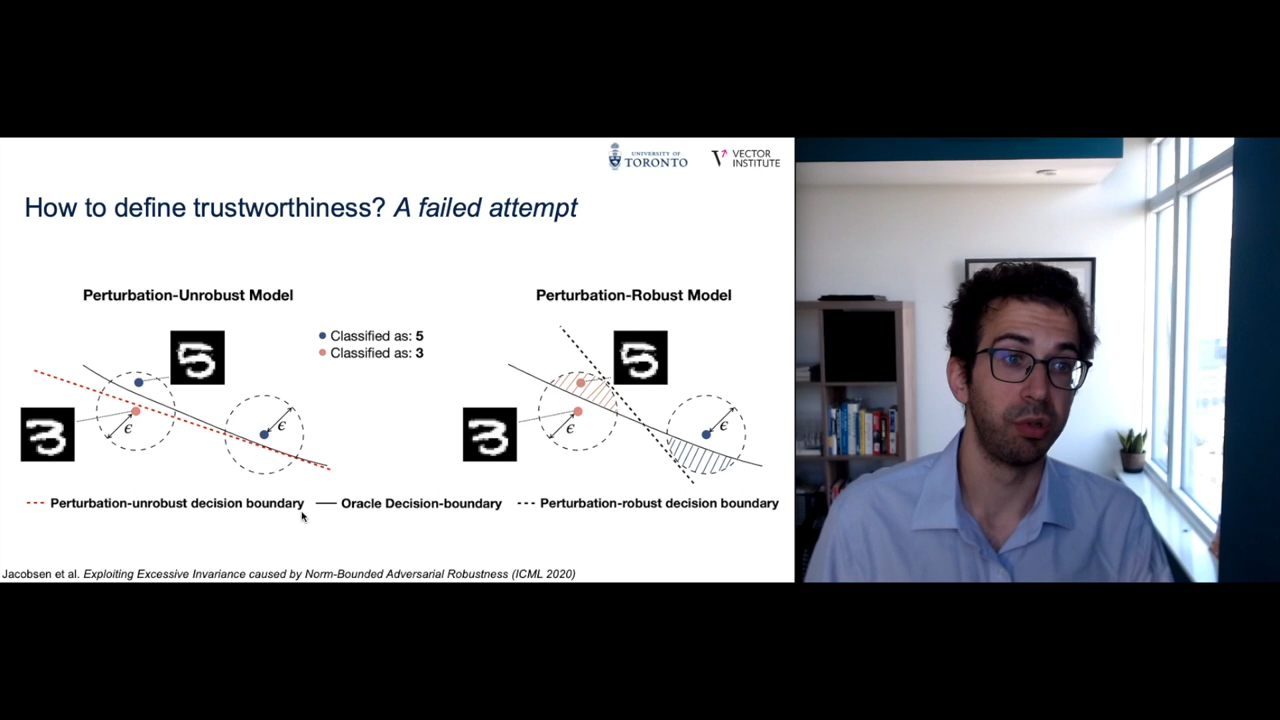 UNIVERSITY OF
TORONTO
VECTOR
INSTITUTE
How to define trustworthiness? A failed attempt
Perturbation-Unrobust Model
Perturbation-Robust Model
Classified as: 5
Classified as: 3
5
3
ϵ
ϵ
5
3
ϵ
ϵ
Perturbation-unrobust decision boundary
Oracle Decision-boundary
Perturbation-robust decision boundary
Jacobsen et al. Exploiting Excessive Invariance caused by Norm-Bounded Adversarial Robustness (ICML 2020)